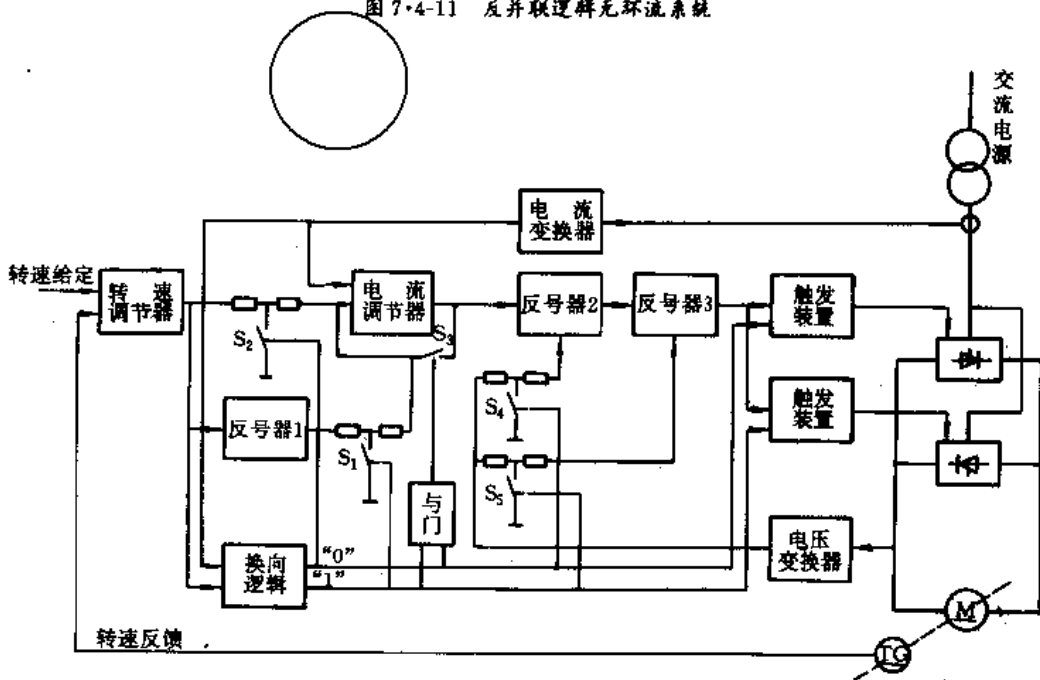 图 7·4-11 反并联逻辑无环流系统
交流电源
电流
变换器
转速给定
转速
调节器
电流
调节器
反号器2
反号器3
触发
装置
S₂
S₃
S₄
触发
装置
反号器1
S₁
S₅
与门
电压
变换器
换向
逻辑
“0”
“1”
M
转速反馈
TG